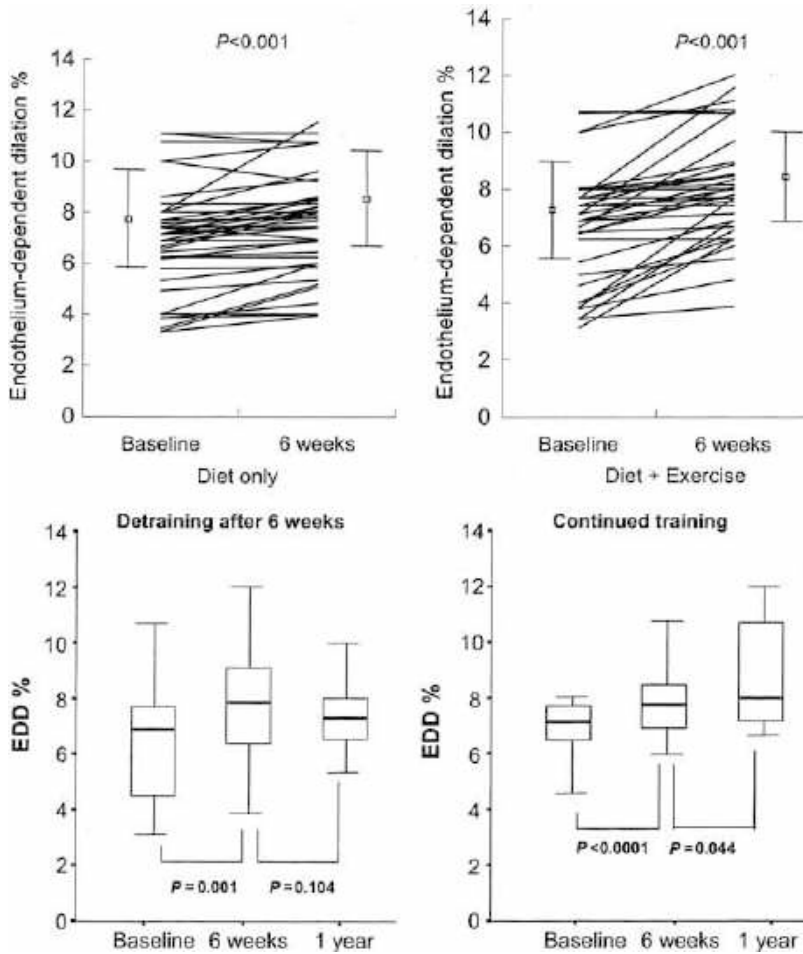 P<0.001
14
12
10
8
6
4
2
0
Endothelium-dependent dilation %
Baseline 6 weeks
Diet only
P<0.001
14
12
10
8
6
4
2
0
Endothelium-dependent dilation %
Baseline 6 weeks
Diet + Exercise
Detraining after 6 weeks
14
12
10
8
6
4
2
0
EDD %
P = 0.001 P = 0.104
Baseline 6 weeks 1 year
Continued training
14
12
10
8
6
4
2
0
EDD %
P<0.0001 P = 0.044
Baseline 6 weeks 1 year